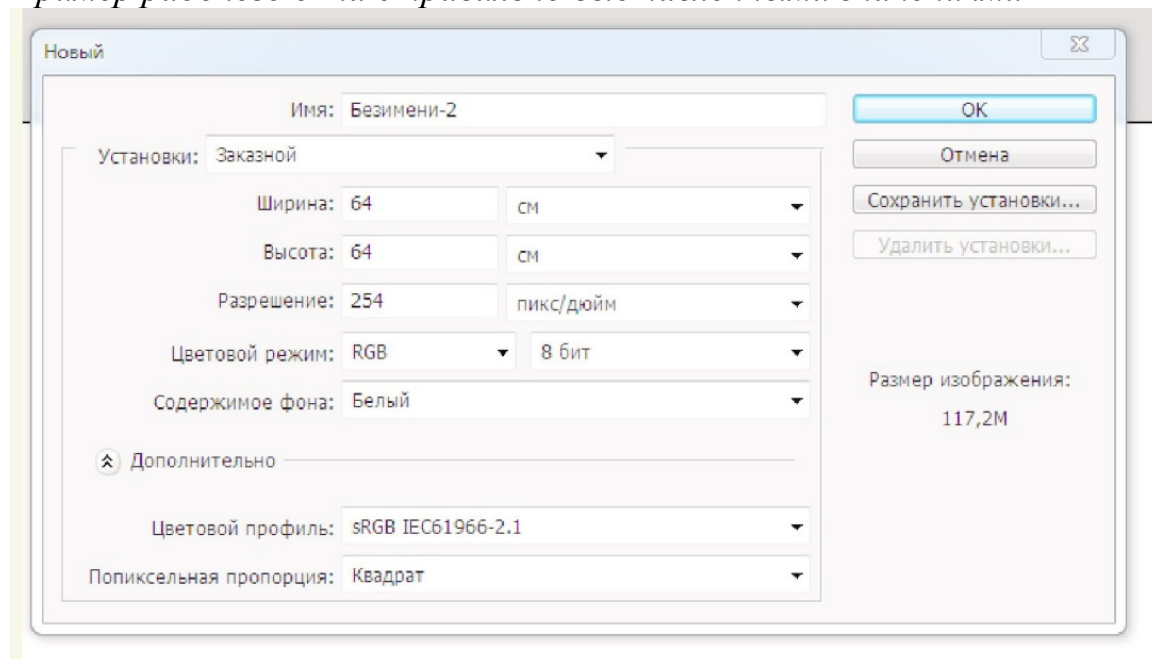 Новый
Имя: Безимени-2
OK
Установки: Заказной
Отмена
Ширина: 64 см
Сохранить установки...
Высота: 64 см
Удалить установки...
Разрешение: 254 пикс/дюйм
Цветовой режим: RGB 8 бит
Размер изображения:
Содержимое фона: Белый
117,2M
Дополнительно
Цветовой профиль: sRGB IEC61966-2.1
Попиксельная пропорция: Квадрат